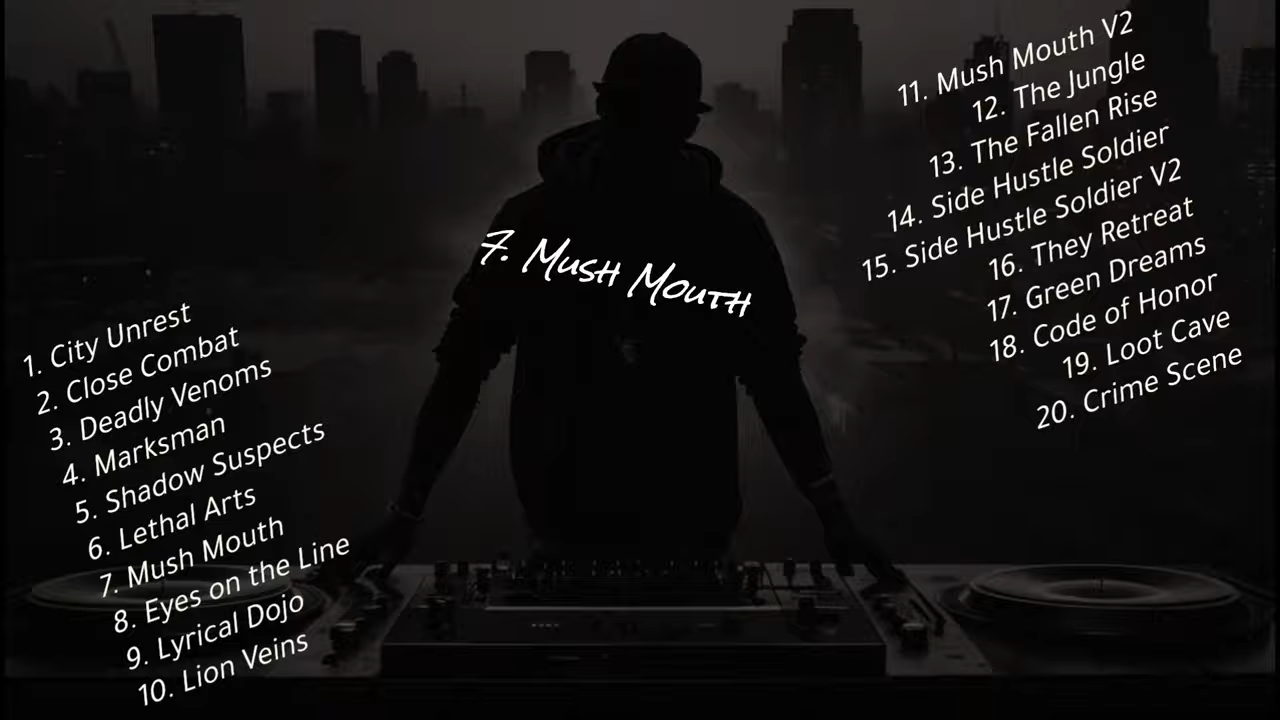 1. City Unrest
2. Close Combat
3. Deadly Venoms
4. Marksman
5. Shadow Suspects
6. Lethal Arts
7. Mush Mouth
8. Eyes on the Line
9. Lyrical Dojo
10. Lion Veins
7. Mush Mouth
11. Mush Mouth V2
12. The Jungle
13. The Fallen Rise
14. Side Hustle Soldier
15. Side Hustle Soldier V2
16. They Retreat
17. Green Dreams
18. Code of Honor
19. Loot Cave
20. Crime Scene